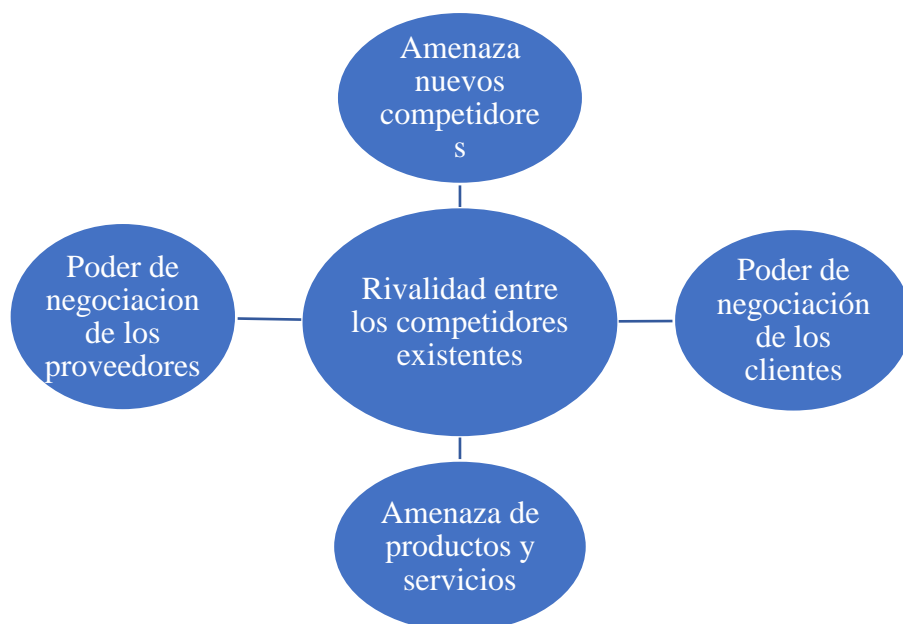 Amenaza
nuevos
competidore
s
Poder de
negociacion
de los
proveedores
Rivalidad entre
los competidores
existentes
Poder de
negociación
de los
clientes
Amenaza de
productos y
servicios